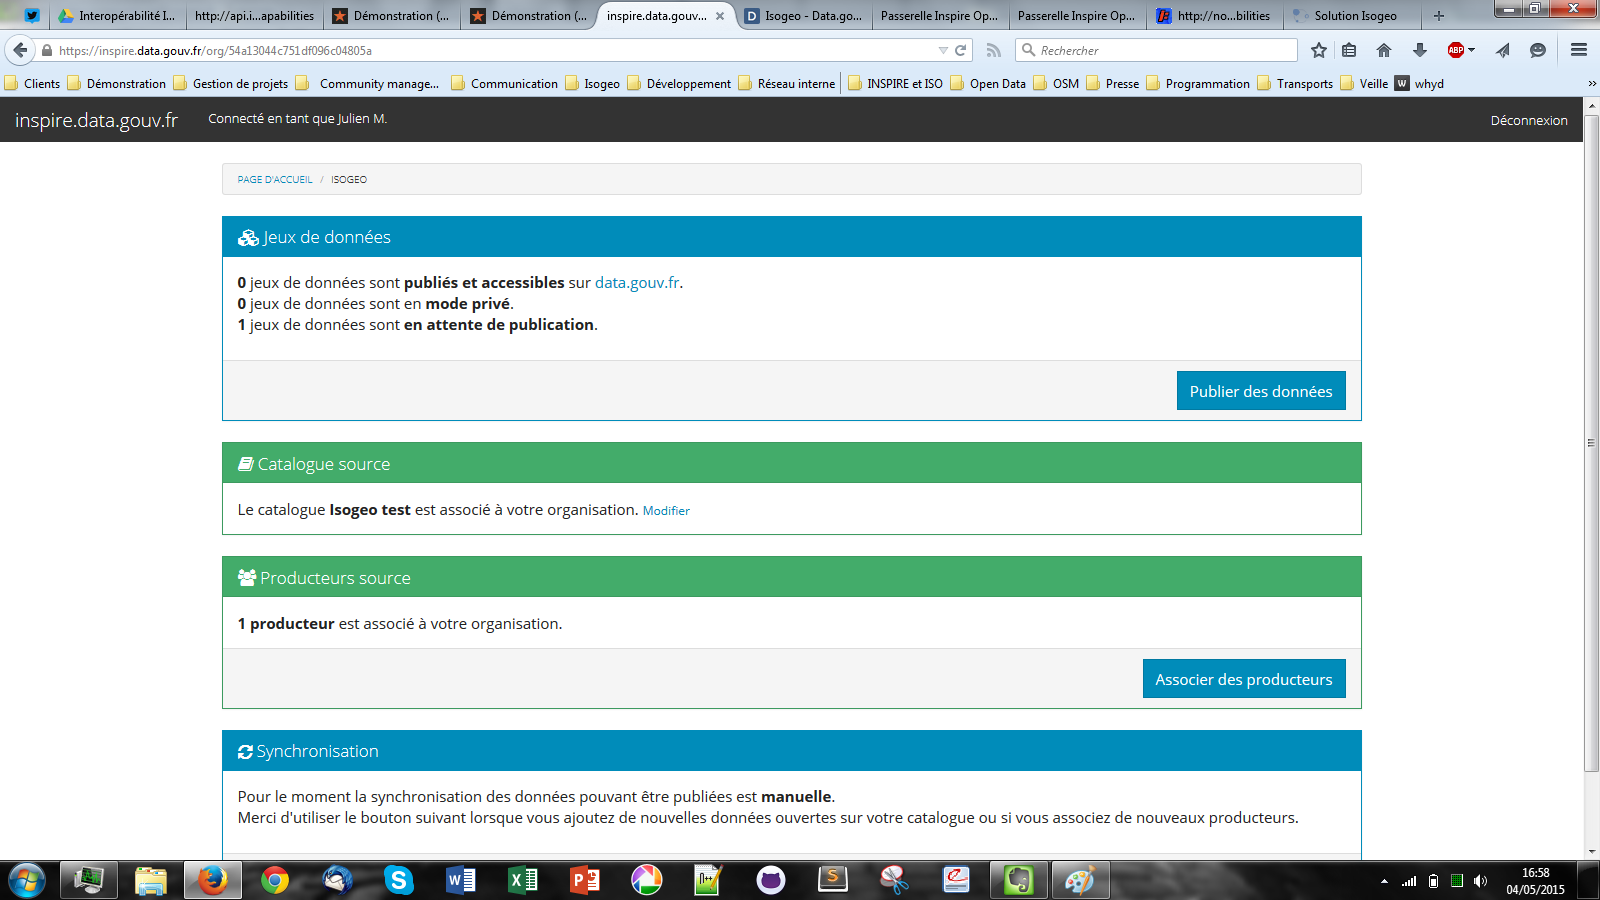 Interopérabilité I...
http://api.i...apabilities
Démonstration (...
Démonstration (...
inspire.data.gouv....
Isogeo - Data.go...
Passerelle Inspire Op...
Passerelle Inspire Op...
http://no...bilities
Solution Isogeo
https://inspire.data.gouv.fr/org/54a13044c751df096c04805a
Rechercher
ABP
Clients
Démonstration
Gestion de projets
Community manage...
Communication
Isogeo
Développement
Réseau interne
INSPIRE et ISO
Open Data
OSM
Presse
Programmation
Transports
Veille
whyd
inspire.data.gouv.fr
Connecté en tant que Julien M.
Déconnexion
PAGE D'ACCUEIL / ISOGEO
Jeux de données
0 jeux de données sont publiés et accessibles sur data.gouv.fr.
0 jeux de données sont en mode privé.
1 jeux de données sont en attente de publication.
Publier des données
Catalogue source
Le catalogue Isogeo test est associé à votre organisation. Modifier
Producteurs source
1 producteur est associé à votre organisation.
Associer des producteurs
Synchronisation
Pour le moment la synchronisation des données pouvant être publiées est manuelle.
Merci d'utiliser le bouton suivant lorsque vous ajoutez de nouvelles données ouvertes sur votre catalogue ou si vous associez de nouveaux producteurs.
16:58
04/05/2015